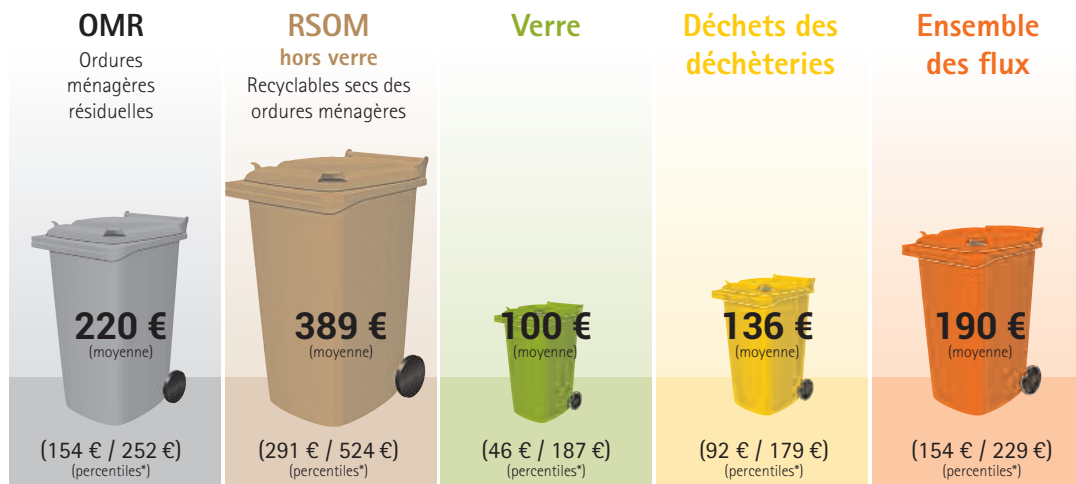 OMR
Ordures
ménagères
résiduelles
220 €
(moyenne)
(154 € / 252 €)
(percentiles*)
RSOM
hors verre
Recyclables secs des
ordures ménagères
389 €
(moyenne)
(291 € / 524 €)
(percentiles*)
Verre
100 €
(moyenne)
(46 € / 187 €)
(percentiles*)
Déchets des
déchèteries
136 €
(moyenne)
(92 € / 179 €)
(percentiles*)
Ensemble
des flux
190 €
(moyenne)
(154 € / 229 €)
(percentiles*)